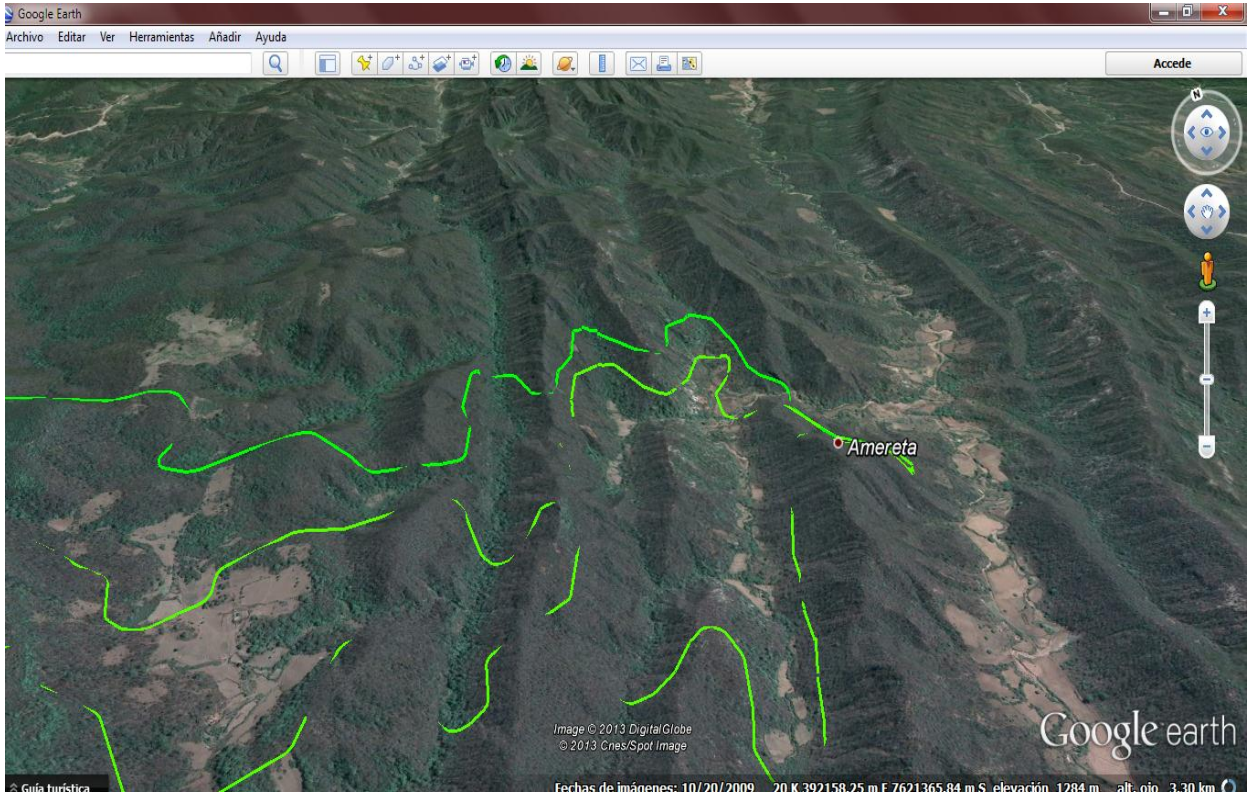 Google Earth
Archivo Editar Ver Herramientas Añadir Ayuda
Accede
N
Amereta
Image © 2013 DigitalGlobe
© 2013 Cnes/Spot Image
Google earth
Guía turística
Fechas de imágenes: 10/20/2009 20 K 392158.25 m E 7621365.84 m S elevación 1284 m alt. ojo 3.30 km